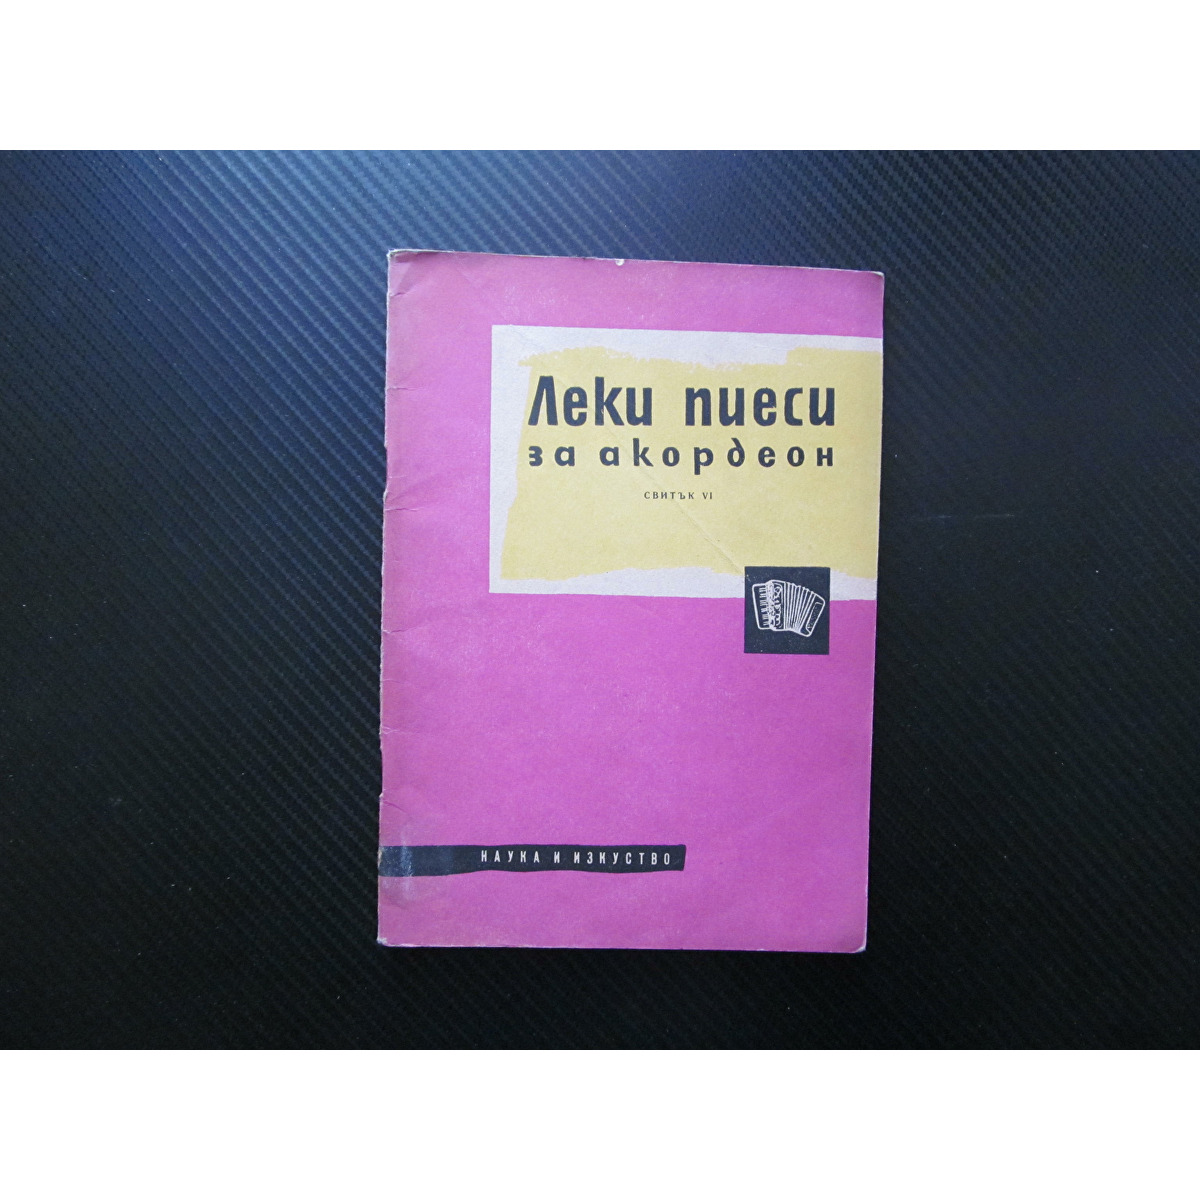 Леки пиеси
за акордеон
СВИТЪК VI
НАУКА И ИЗКУСТВО